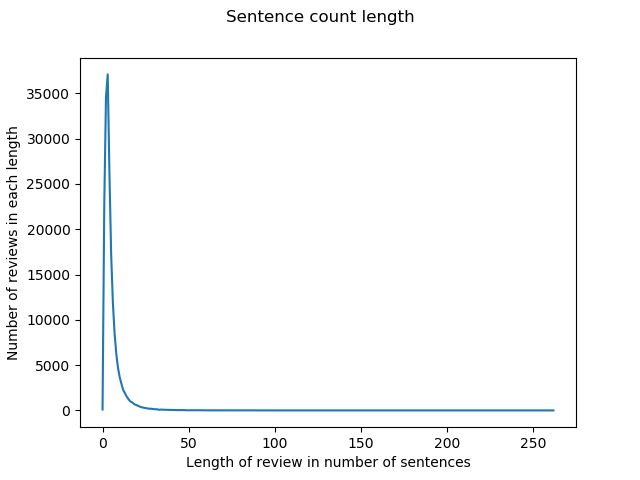 Sentence count length
35000
30000
25000
20000
15000
10000
5000
0
Number of reviews in each length
0 50 100 150 200 250
Length of review in number of sentences